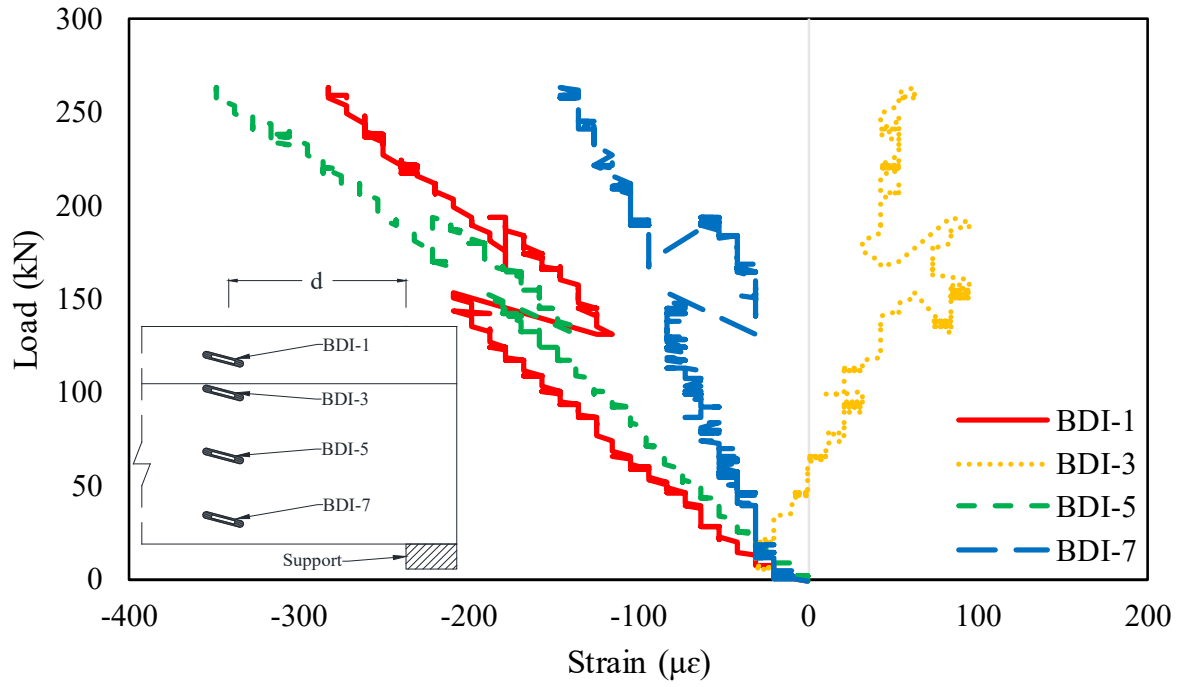 300
250
200
150
100
50
0
Load (kN)
-400
-300
-200
-100
0
100
200
Strain (με)
d
BDI-1
BDI-3
BDI-5
BDI-7
Support
BDI-1
BDI-3
BDI-5
BDI-7